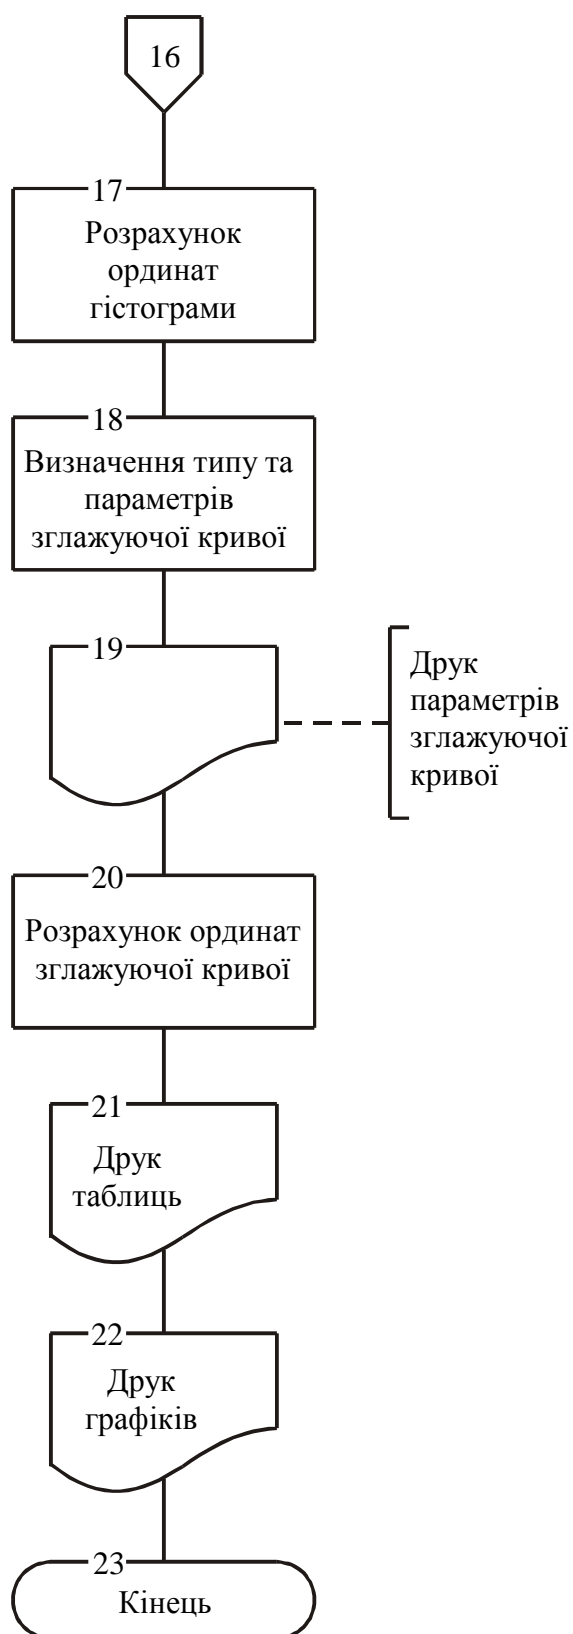 16
17
Розрахунок
ординат
гістограми
18
Визначення типу та
параметрів
зглажуючої кривої
19
Друк
параметрів
зглажуючої
кривої
20
Розрахунок ординат
зглажуючої кривої
21
Друк
таблиць
22
Друк
графіків
23
Кінець